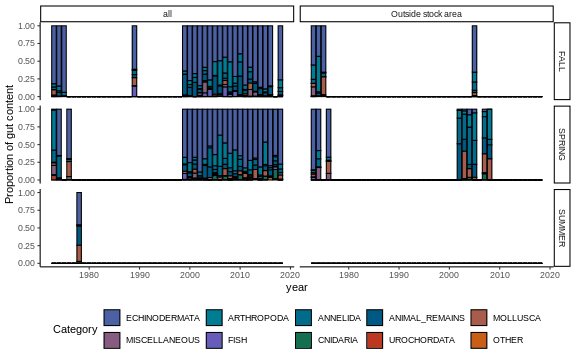 all Outside stock area
Proportion of gut content
1.00
0.75
0.50
0.25
0.00
FALL
1.00
0.75
0.50
0.25
0.00
SPRING
1.00
0.75
0.50
0.25
0.00
SUMMER
1980 1990 2000 2010 2020 1980 1990 2000 2010 2020
year
Category
ECHINODERMATA ARTHROPODA ANNELIDA ANIMAL_REMAINS MOLLUSCA
MISCELLANEOUS FISH CNIDARIA UROCHORDATA OTHER